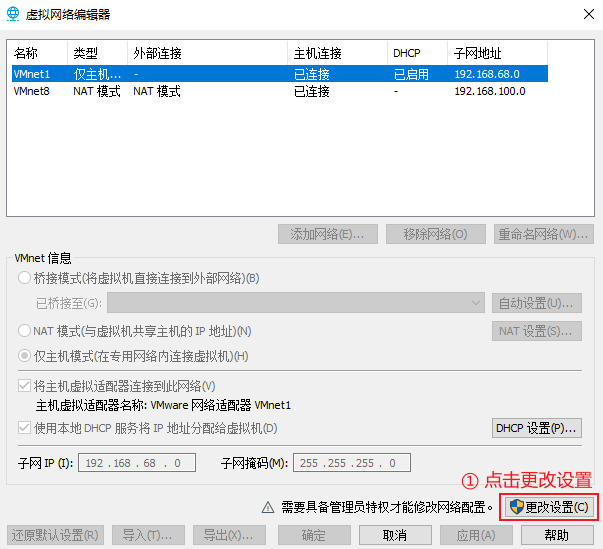 虚拟网络编辑器
名称 类型 外部连接 主机连接 DHCP 子网地址
VMnet1 仅主机... - 已连接 已启用 192.168.68.0
VMnet8 NAT 模式 NAT 模式 已连接 - 192.168.100.0
添加网络(E)... 移除网络(O) 重命名网络(W)...
VMnet 信息
桥接模式(将虚拟机直接连接到外部网络)(B)
已桥接至(G): 自动设置(U)...
NAT 模式(与虚拟机共享主机的 IP 地址)(N) NAT 设置(S)...
仅主机模式(在专用网络内连接虚拟机)(H)
将主机虚拟适配器连接到此网络(V)
主机虚拟适配器名称: VMware 网络适配器 VMnet1
使用本地 DHCP 服务将 IP 地址分配给虚拟机(D) DHCP 设置(P)...
子网 IP (I): 192 . 168 . 68 . 0 子网掩码(M): 255 . 255 . 255 . 0
① 点击更改设置
需要具备管理员特权才能修改网络配置。 更改设置(C)
还原默认设置(R) 导入(T)... 导出(X)... 确定 取消 应用(A) 帮助